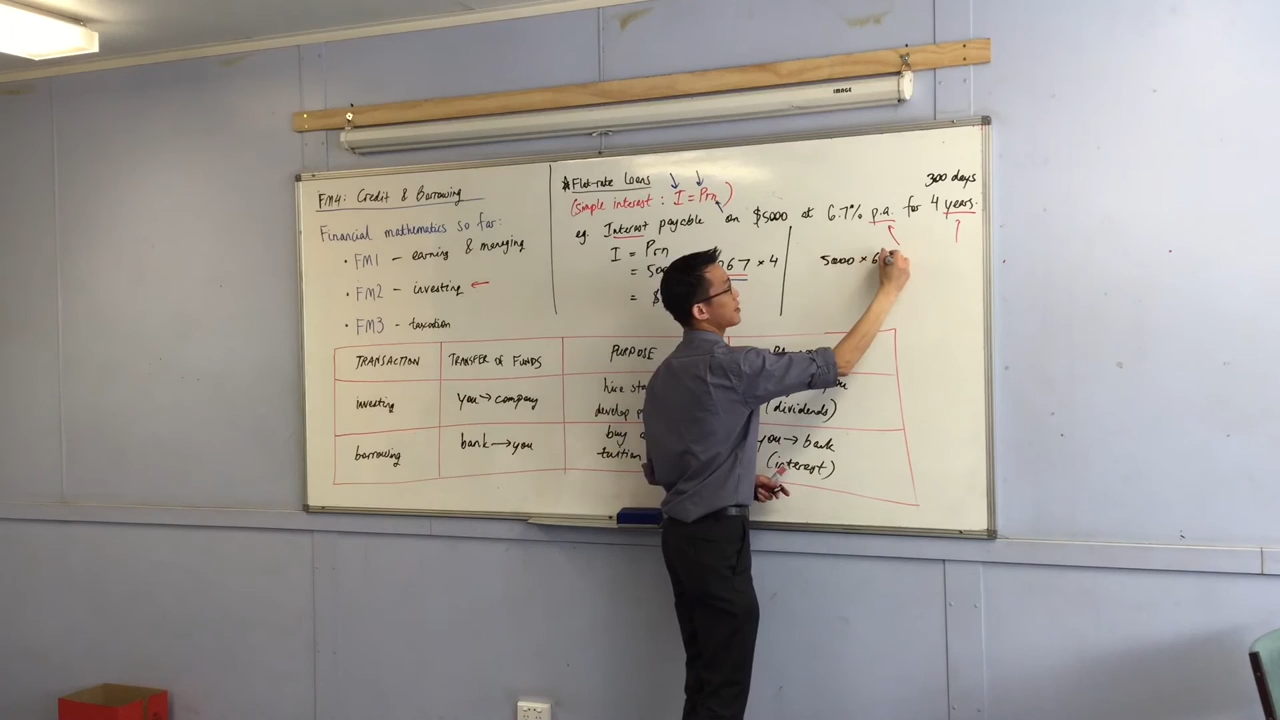 IMAGE
FM4: Credit & Borrowing
Financial mathematics so far:
• FM1 - earning & managing
• FM2 - investing ←
• FM3 - taxation
☆ Flat-rate loans
(simple interest : I = Prn)
300 days
eg. Interest payable on $5000 at 6.7% p.a. for 4 years.
I = Prn
= 67 × 4
= $
5000 × 6
TRANSACTION TRANSFER OF FUNDS PURPOSE
investing you → company hire develop (dividends)
borrowing bank → you buy tuition you → bank (interest)